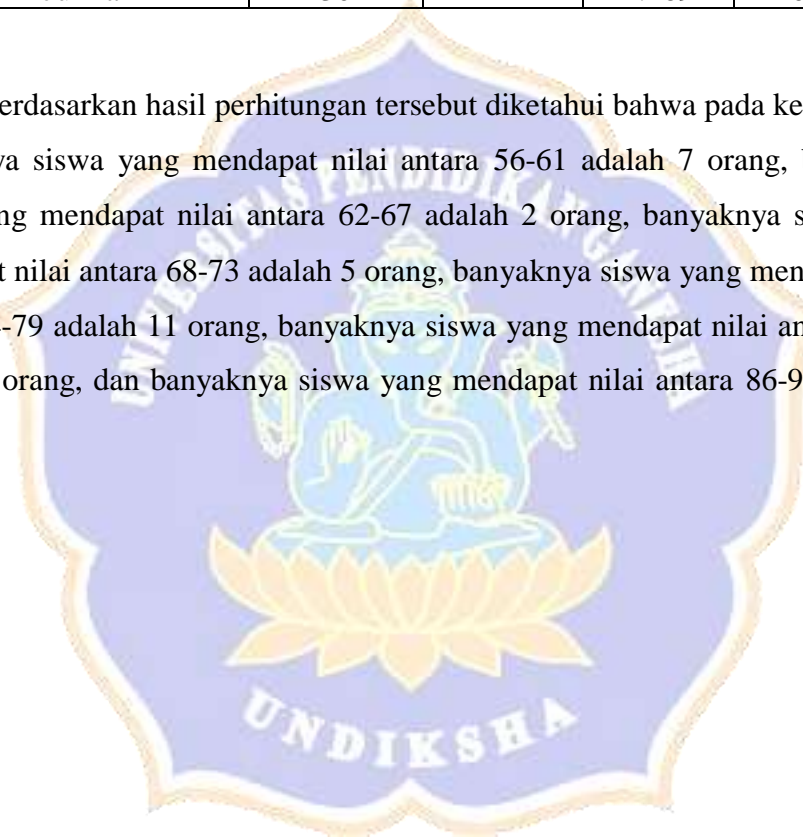 erdasarkan hasil perhitungan tersebut diketahui bahwa pada ke
ya siswa yang mendapat nilai antara 56-61 adalah 7 orang,
ng mendapat nilai antara 62-67 adalah 2 orang, banyaknya s
t nilai antara 68-73 adalah 5 orang, banyaknya siswa yang men
-79 adalah 11 orang, banyaknya siswa yang mendapat nilai an
orang, dan banyaknya siswa yang mendapat nilai antara 86-9
UNIVERSITAS PENDIDIKAN GANESHA
UNDIKSHA